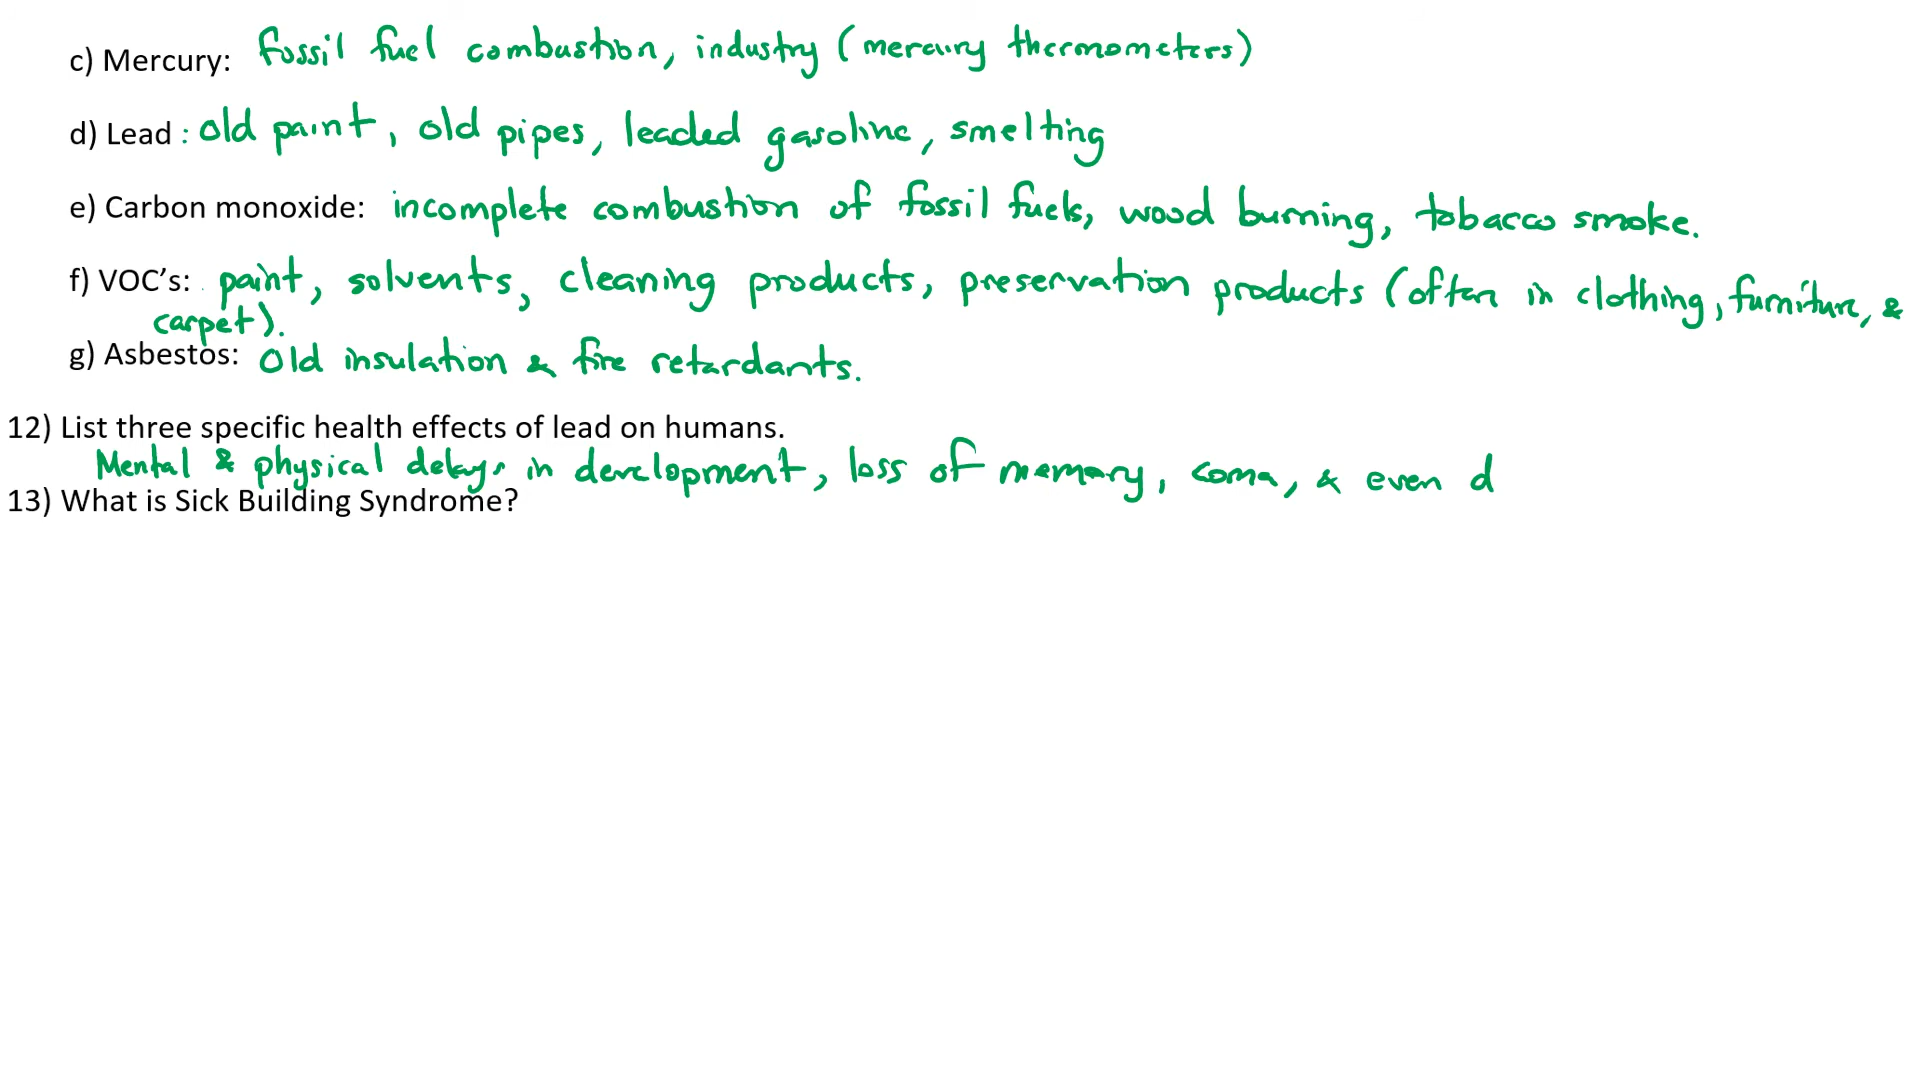 c) Mercury: fossil fuel combustion, industry (mercury thermometers)
d) Lead : old paint, old pipes, leaded gasoline, smelting
e) Carbon monoxide: incomplete combustion of fossil fuels, wood burning, tobacco smoke.
f) VOC's: paint, solvents, cleaning products, preservation products (often in clothing, furniture, &
carpet).
g) Asbestos: Old insulation & fire retardants.
12) List three specific health effects of lead on humans.
Mental & physical delays in development, loss of memory, coma, & even d
13) What is Sick Building Syndrome?